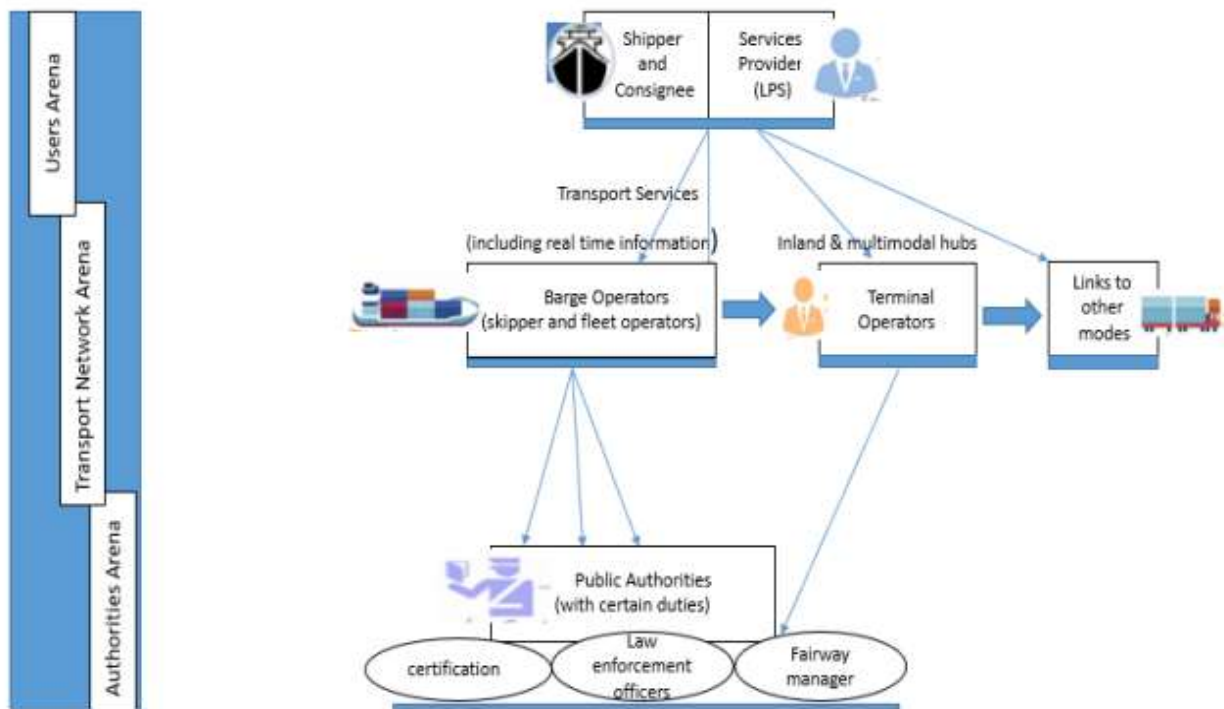 Users Arena
Transport Network Arena
Authorities Arena
Shipper
and
Consignee
Services
Provider
(LPS)
Transport Services
(including real time information)
Inland & multimodal hubs
Barge Operators
(skipper and fleet operators)
Terminal
Operators
Links to
other
modes
Public Authorities
(with certain duties)
certification
Law
enforcement
officers
Fairway
manager